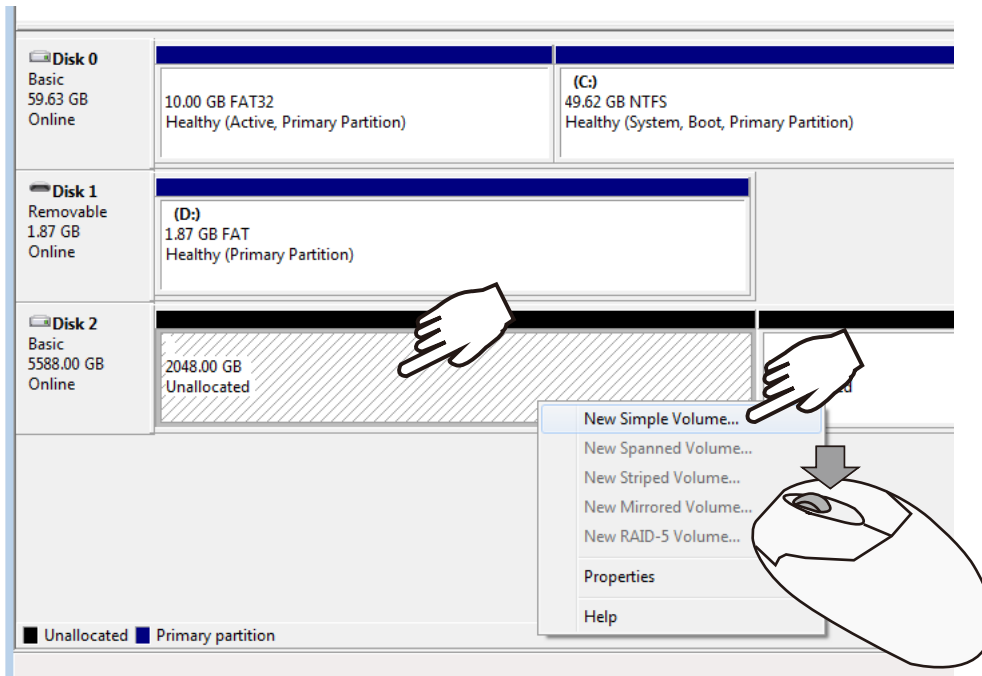 Disk 0
Basic
59.63 GB
Online
10.00 GB FAT32
Healthy (Active, Primary Partition)
(C:)
49.62 GB NTFS
Healthy (System, Boot, Primary Partition)
Disk 1
Removable
1.87 GB
Online
(D:)
1.87 GB FAT
Healthy (Primary Partition)
Disk 2
Basic
5588.00 GB
Online
2048.00 GB
Unallocated
New Simple Volume...
New Spanned Volume...
New Striped Volume...
New Mirrored Volume...
New RAID-5 Volume...
Properties
Help
Unallocated Primary partition